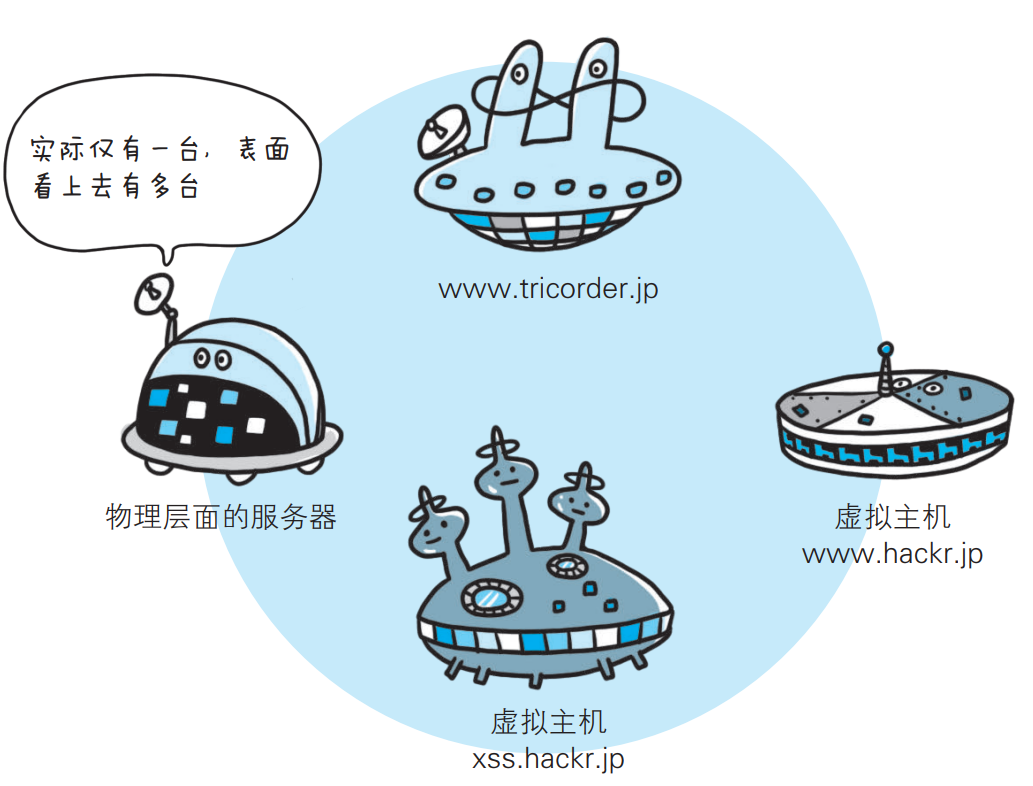 实际仅有一台，表面
看上去有多台
www.tricorder.jp
物理层面的服务器
虚拟主机
www.hackr.jp
虚拟主机
xss.hackr.jp